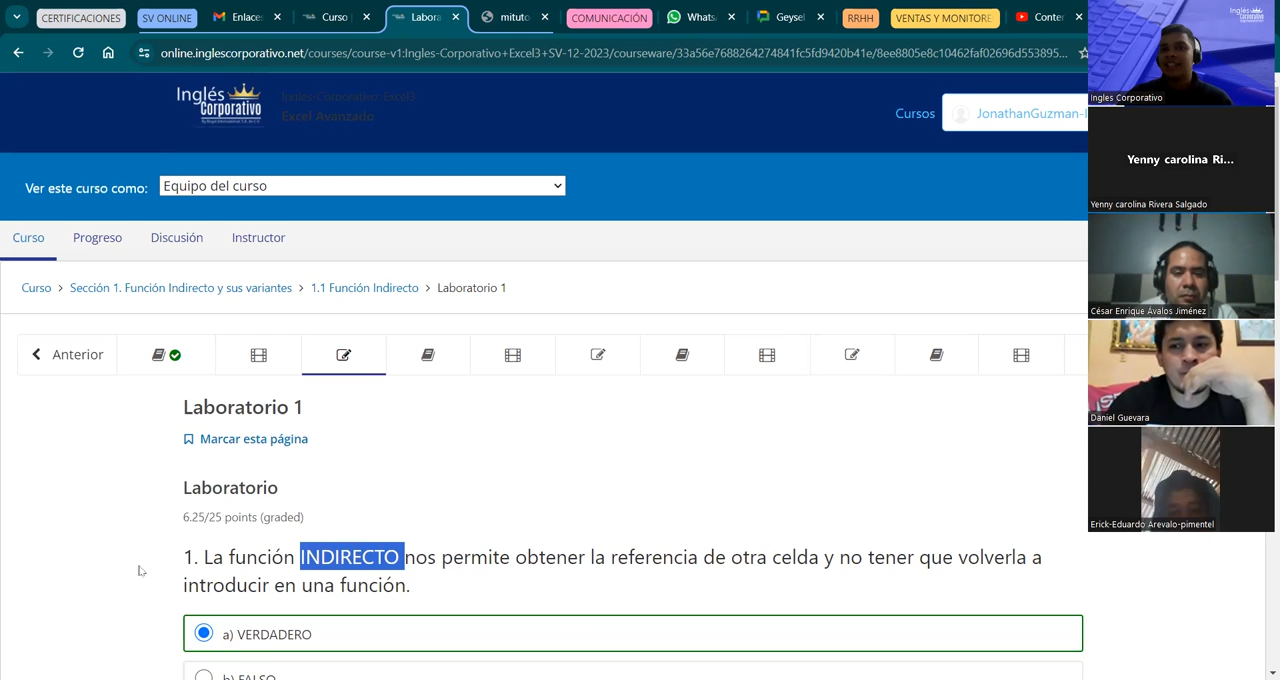 CERTIFICACIONES
SV ONLINE
Enlace
Curso
Labora
mituto
COMUNICACIÓN
Whats
Geysel
RRHH
VENTAS Y MONITORE
Conter
online.inglescorporativo.net/courses/course-v1:Ingles-Corporativo+Excel3+SV-12-2023/courseware/33a56e7688264274841fc5fd9420b41e/8ee8805e8c10462faf02696d553895...
Inglés
Corporativo
Ingles-Corporativo: Excel3
Excel Avanzado
Cursos
JonathanGuzman-I
Ver este curso como:
Equipo del curso
Curso
Progreso
Discusión
Instructor
Curso > Sección 1. Función Indirecto y sus variantes > 1.1 Función Indirecto > Laboratorio 1
Anterior
Laboratorio 1
Marcar esta página
Laboratorio
6.25/25 points (graded)
1. La función INDIRECTO nos permite obtener la referencia de otra celda y no tener que volverla a
introducir en una función.
a) VERDADERO
b) FALSO
Ingles Corporativo
Yenny carolina Ri...
Yenny carolina Rivera Salgado
César Enrique Ávalos Jiménez
Daniel Guevara
Erick-Eduardo Arevalo-pimentel